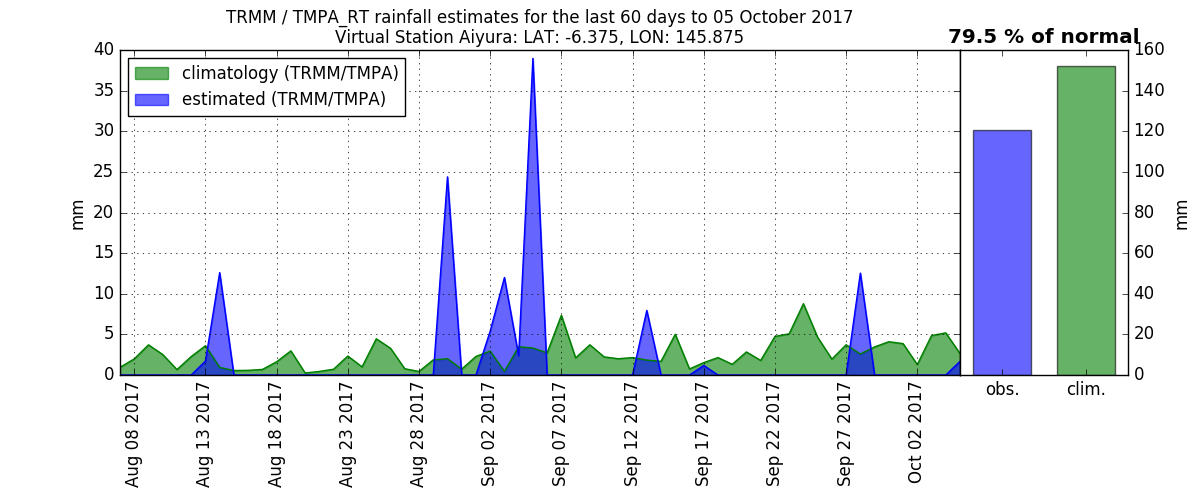 TRMM / TMPA_RT rainfall estimates for the last 60 days to 05 October 2017
Virtual Station Aiyura: LAT: -6.375, LON: 145.875
79.5 % of normal
climatology (TRMM/TMPA)
estimated (TRMM/TMPA)
40
35
30
25
20
15
10
5
0
mm
Aug 08 2017
Aug 13 2017
Aug 18 2017
Aug 23 2017
Aug 28 2017
Sep 02 2017
Sep 07 2017
Sep 12 2017
Sep 17 2017
Sep 22 2017
Sep 27 2017
Oct 02 2017
obs.
clim.
160
140
120
100
80
60
40
20
0
mm